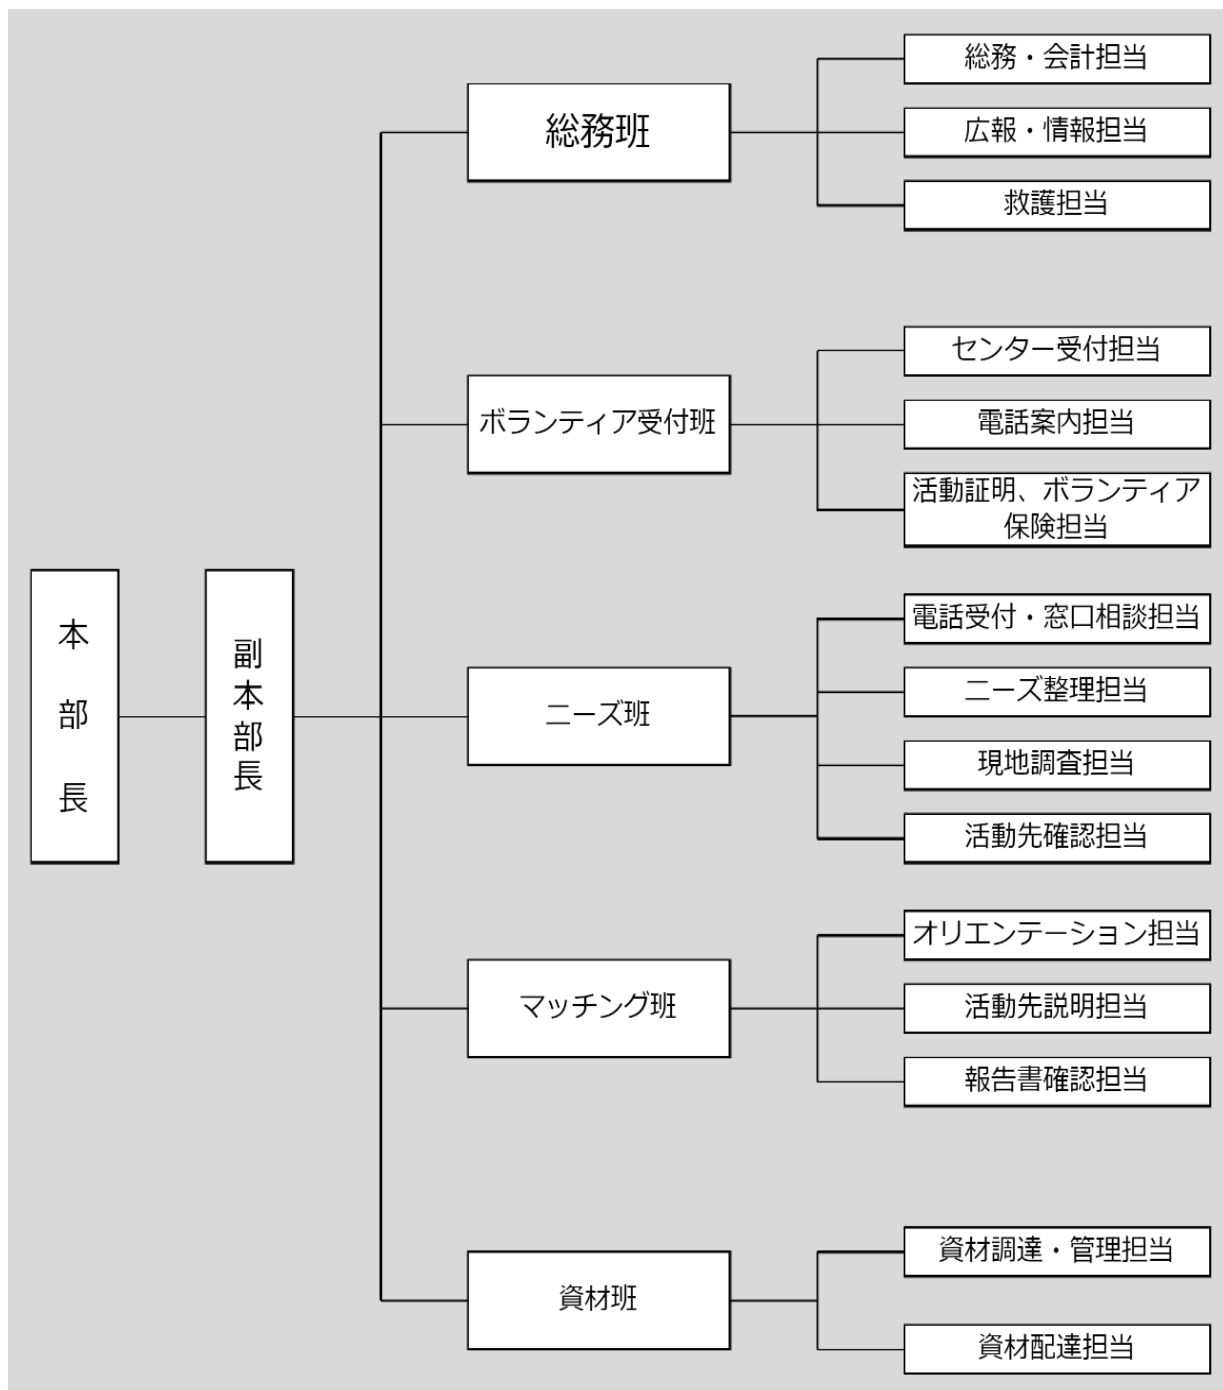 本部長
副本部長
総務班
総務・会計担当
広報・情報担当
救護担当
ボランティア受付班
センター受付担当
電話案内担当
活動証明、ボランティア
保険担当
ニーズ班
電話受付・窓口相談担当
ニーズ整理担当
現地調査担当
活動先確認担当
マッチング班
オリエンテーション担当
活動先説明担当
報告書確認担当
資材班
資材調達・管理担当
資材配達担当